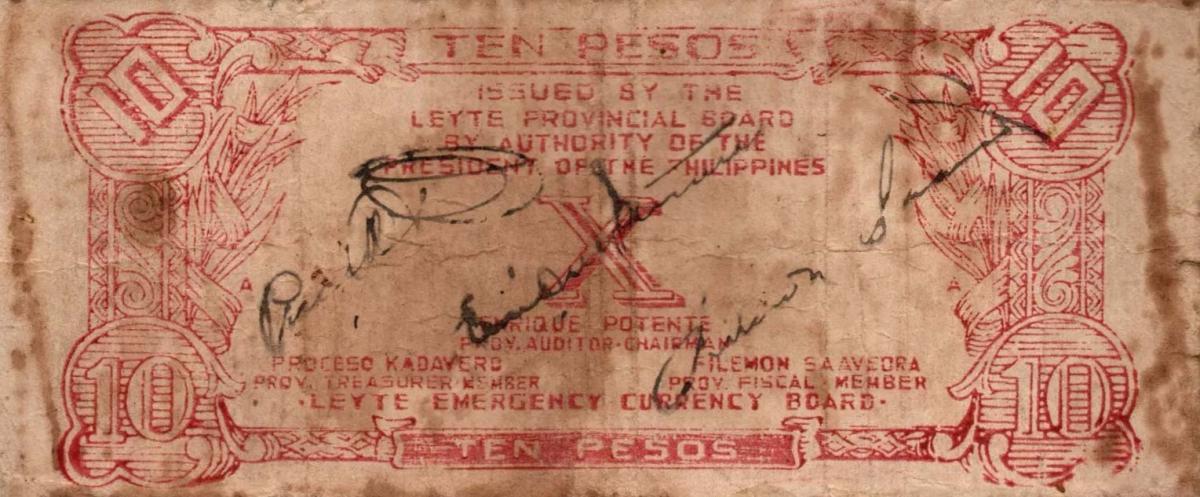 10 TEN PESOS 10
ISSUED BY THE
LEYTE PROVINCIAL BOARD
BY AUTHORITY OF THE
PRESIDENT OF THE PHILIPPINES
X
A A
ENRIQUE POTENTE
PROV. AUDITOR-CHAIRMAN
PROCESO KADAVERO FILEMON SAAVEDRA
PROV. TREASURER MEMBER PROV. FISCAL MEMBER
·LEYTE EMERGENCY CURRENCY BOARD·
10 TEN PESOS 10